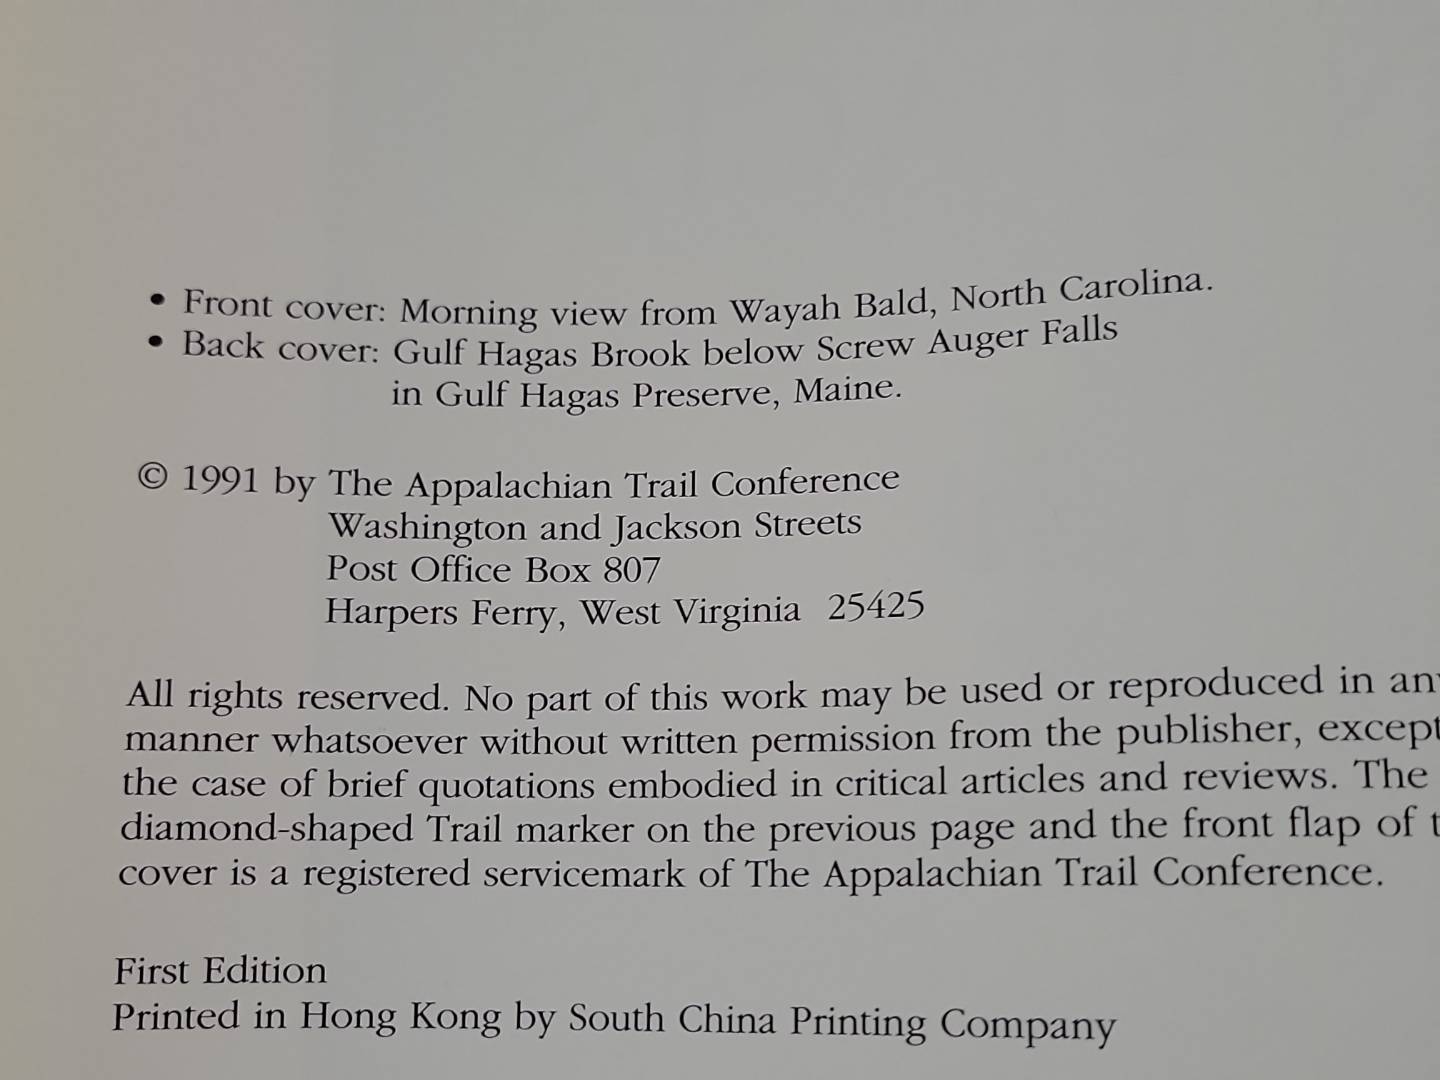 • Front cover: Morning view from Wayah Bald, North Carolina.
• Back cover: Gulf Hagas Brook below Screw Auger Falls
in Gulf Hagas Preserve, Maine.
© 1991 by The Appalachian Trail Conference
Washington and Jackson Streets
Post Office Box 807
Harpers Ferry, West Virginia 25425
All rights reserved. No part of this work may be used or reproduced in
manner whatsoever without written permission from the publisher, except
the case of brief quotations embodied in critical articles and reviews. The
diamond-shaped Trail marker on the previous page and the front flap of
cover is a registered servicemark of The Appalachian Trail Conference.
First Edition
Printed in Hong Kong by South China Printing Company